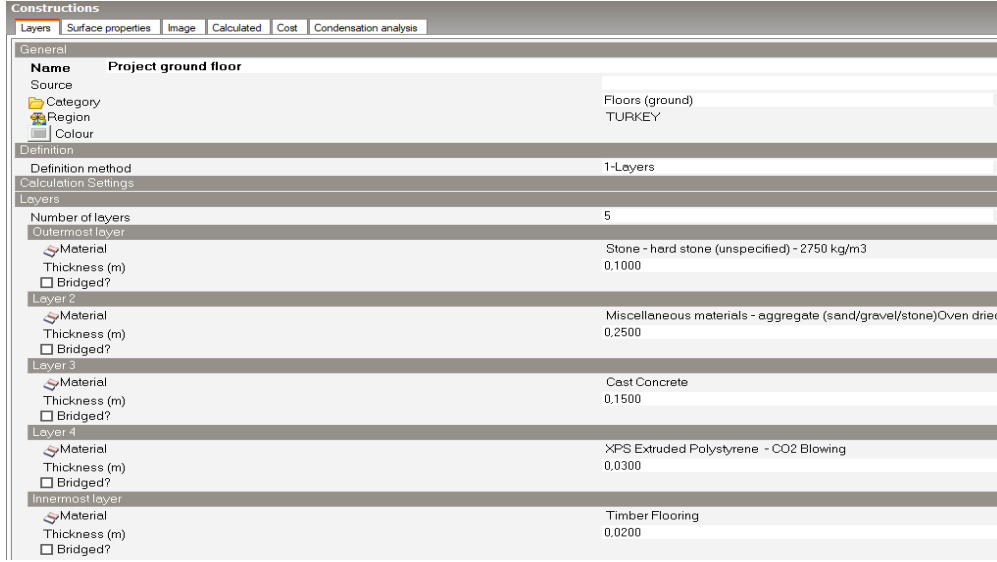 Constructions
Layers Surface properties Image Calculated Cost Condensation analysis
General
Name Project ground floor
Source
Category Floors (ground)
Region TURKEY
Colour
Definition
Definition method 1-Layers
Calculation Settings
Layers
Number of layers 5
Outermost layer
Material Stone - hard stone (unspecified) - 2750 kg/m3
Thickness (m) 0,1000
Bridged?
Layer 2
Material Miscellaneous materials - aggregate (sand/gravel/stone)Oven dried
Thickness (m) 0,2500
Bridged?
Layer 3
Material Cast Concrete
Thickness (m) 0,1500
Bridged?
Layer 4
Material XPS Extruded Polystyrene - CO2 Blowing
Thickness (m) 0,0300
Bridged?
Innermost layer
Material Timber Flooring
Thickness (m) 0,0200
Bridged?